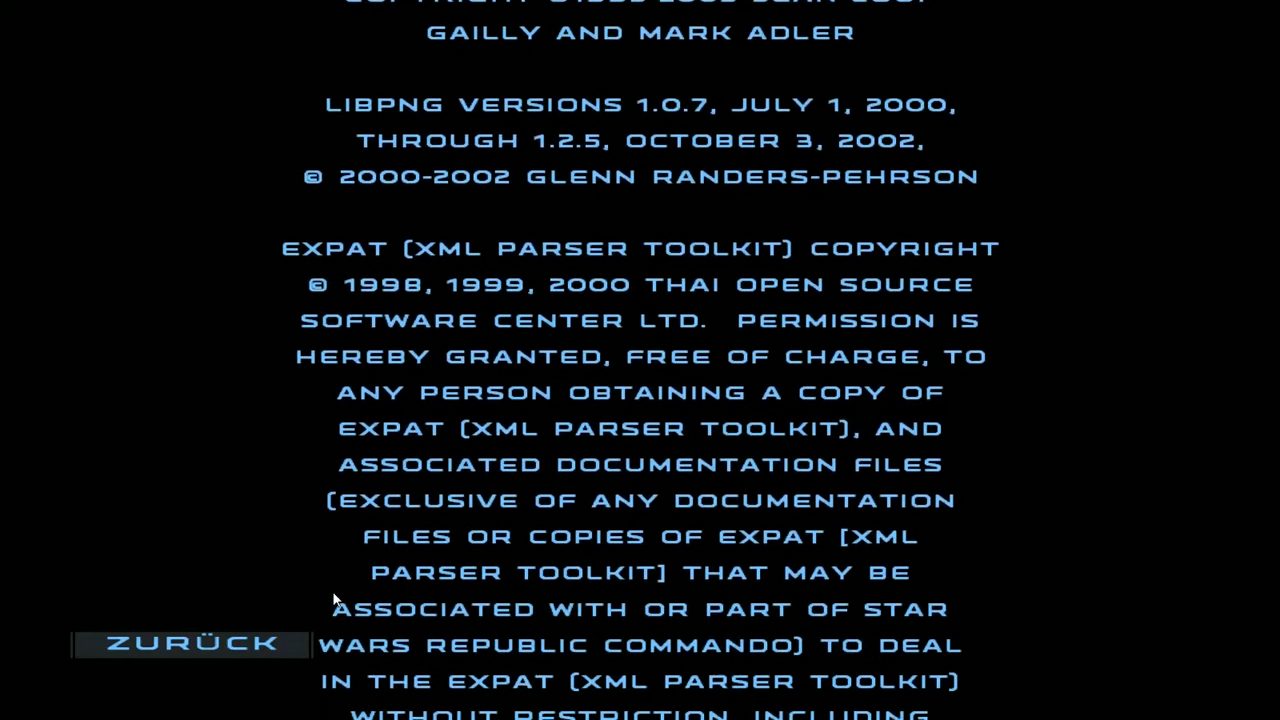 GAILLY AND MARK ADLER
LIBPNG VERSIONS 1.0.7, JULY 1, 2000,
THROUGH 1.2.5, OCTOBER 3, 2002,
© 2000-2002 GLENN RANDERS-PEHRSON
EXPAT (XML PARSER TOOLKIT) COPYRIGHT
© 1998, 1999, 2000 THAI OPEN SOURCE
SOFTWARE CENTER LTD. PERMISSION IS
HEREBY GRANTED, FREE OF CHARGE, TO
ANY PERSON OBTAINING A COPY OF
EXPAT (XML PARSER TOOLKIT), AND
ASSOCIATED DOCUMENTATION FILES
(EXCLUSIVE OF ANY DOCUMENTATION
FILES OR COPIES OF EXPAT [XML
PARSER TOOLKIT] THAT MAY BE
ASSOCIATED WITH OR PART OF STAR
WARS REPUBLIC COMMANDO) TO DEAL
IN THE EXPAT (XML PARSER TOOLKIT)
WITHOUT RESTRICTION, INCLUDING
ZURÜCK